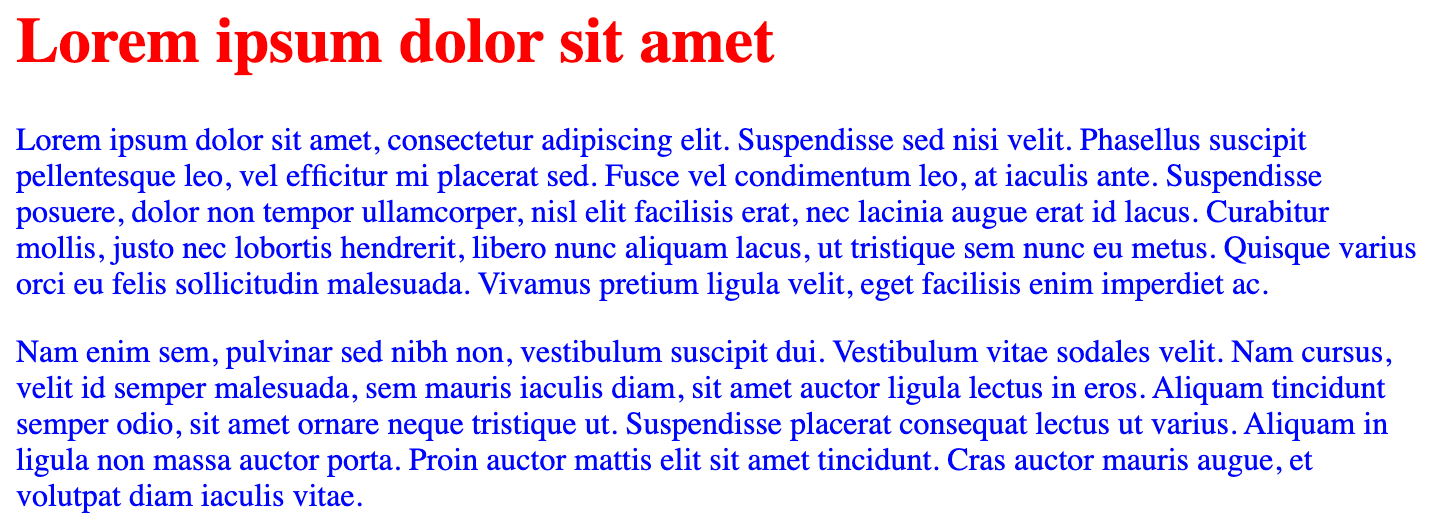 Lorem ipsum dolor sit amet
Lorem ipsum dolor sit amet, consectetur adipiscing elit. Suspendisse sed nisi velit. Phasellus suscipit
pellentesque leo, vel efficitur mi placerat sed. Fusce vel condimentum leo, at iaculis ante. Suspendisse
posuere, dolor non tempor ullamcorper, nisl elit facilisis erat, nec lacinia augue erat id lacus. Curabitur
mollis, justo nec lobortis hendrerit, libero nunc aliquam lacus, ut tristique sem nunc eu metus. Quisque varius
orci eu felis sollicitudin malesuada. Vivamus pretium ligula velit, eget facilisis enim imperdiet ac.
Nam enim sem, pulvinar sed nibh non, vestibulum suscipit dui. Vestibulum vitae sodales velit. Nam cursus,
velit id semper malesuada, sem mauris iaculis diam, sit amet auctor ligula lectus in eros. Aliquam tincidunt
semper odio, sit amet ornare neque tristique ut. Suspendisse placerat consequat lectus ut varius. Aliquam in
ligula non massa auctor porta. Proin auctor mattis elit sit amet tincidunt. Cras auctor mauris augue, et
volutpat diam iaculis vitae.